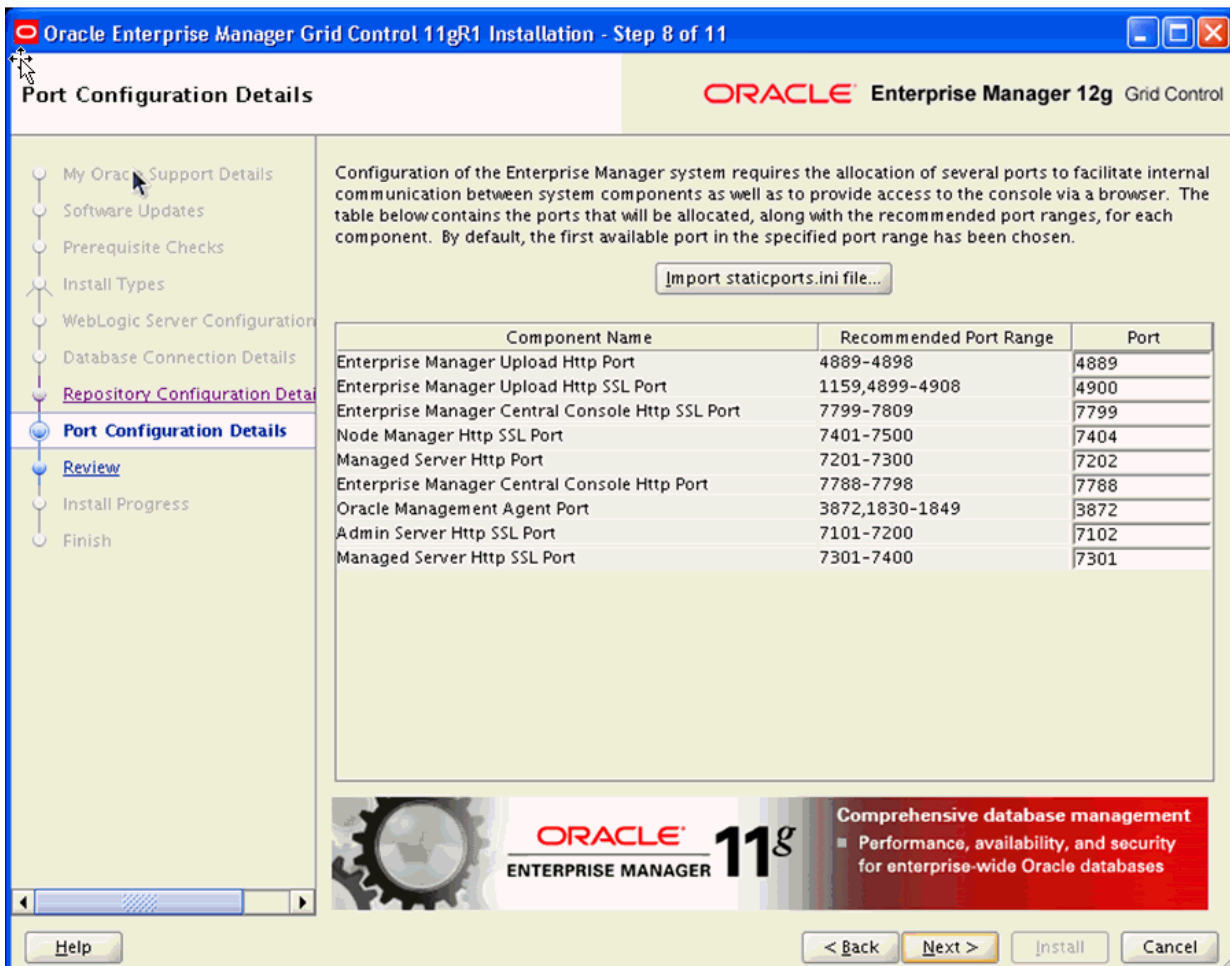 Oracle Enterprise Manager Grid Control 11gR1 Installation - Step 8 of 11
Port Configuration Details
ORACLE Enterprise Manager 12g Grid Control
My Oracle Support Details
Software Updates
Prerequisite Checks
Install Types
WebLogic Server Configuration
Database Connection Details
Repository Configuration Detai
Port Configuration Details
Review
Install Progress
Finish
Configuration of the Enterprise Manager system requires the allocation of several ports to facilitate internal
communication between system components as well as to provide access to the console via a browser. The
table below contains the ports that will be allocated, along with the recommended port ranges, for each
component. By default, the first available port in the specified port range has been chosen.
Import staticports.ini file...
Component Name Recommended Port Range Port
Enterprise Manager Upload Http Port 4889-4898 4889
Enterprise Manager Upload Http SSL Port 1159,4899-4908 4900
Enterprise Manager Central Console Http SSL Port 7799-7809 7799
Node Manager Http SSL Port 7401-7500 7404
Managed Server Http Port 7201-7300 7202
Enterprise Manager Central Console Http Port 7788-7798 7788
Oracle Management Agent Port 3872,1830-1849 3872
Admin Server Http SSL Port 7101-7200 7102
Managed Server Http SSL Port 7301-7400 7301
ORACLE 11g
ENTERPRISE MANAGER
Comprehensive database management
Performance, availability, and security
for enterprise-wide Oracle databases
Help < Back Next > Install Cancel